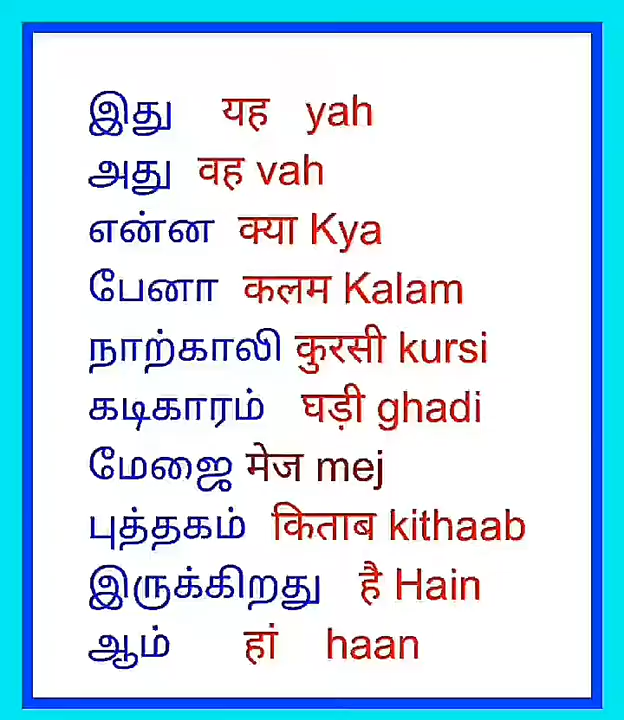 இது यह yah
அது वह vah
என்ன क्या Kya
பேனா कलम Kalam
நாற்காலி कुरसी kursi
கடிகாரம் घड़ी ghadi
மேஜை मेज mej
புத்தகம் किताब kithaab
இருக்கிறது है Hain
ஆம் हां haan